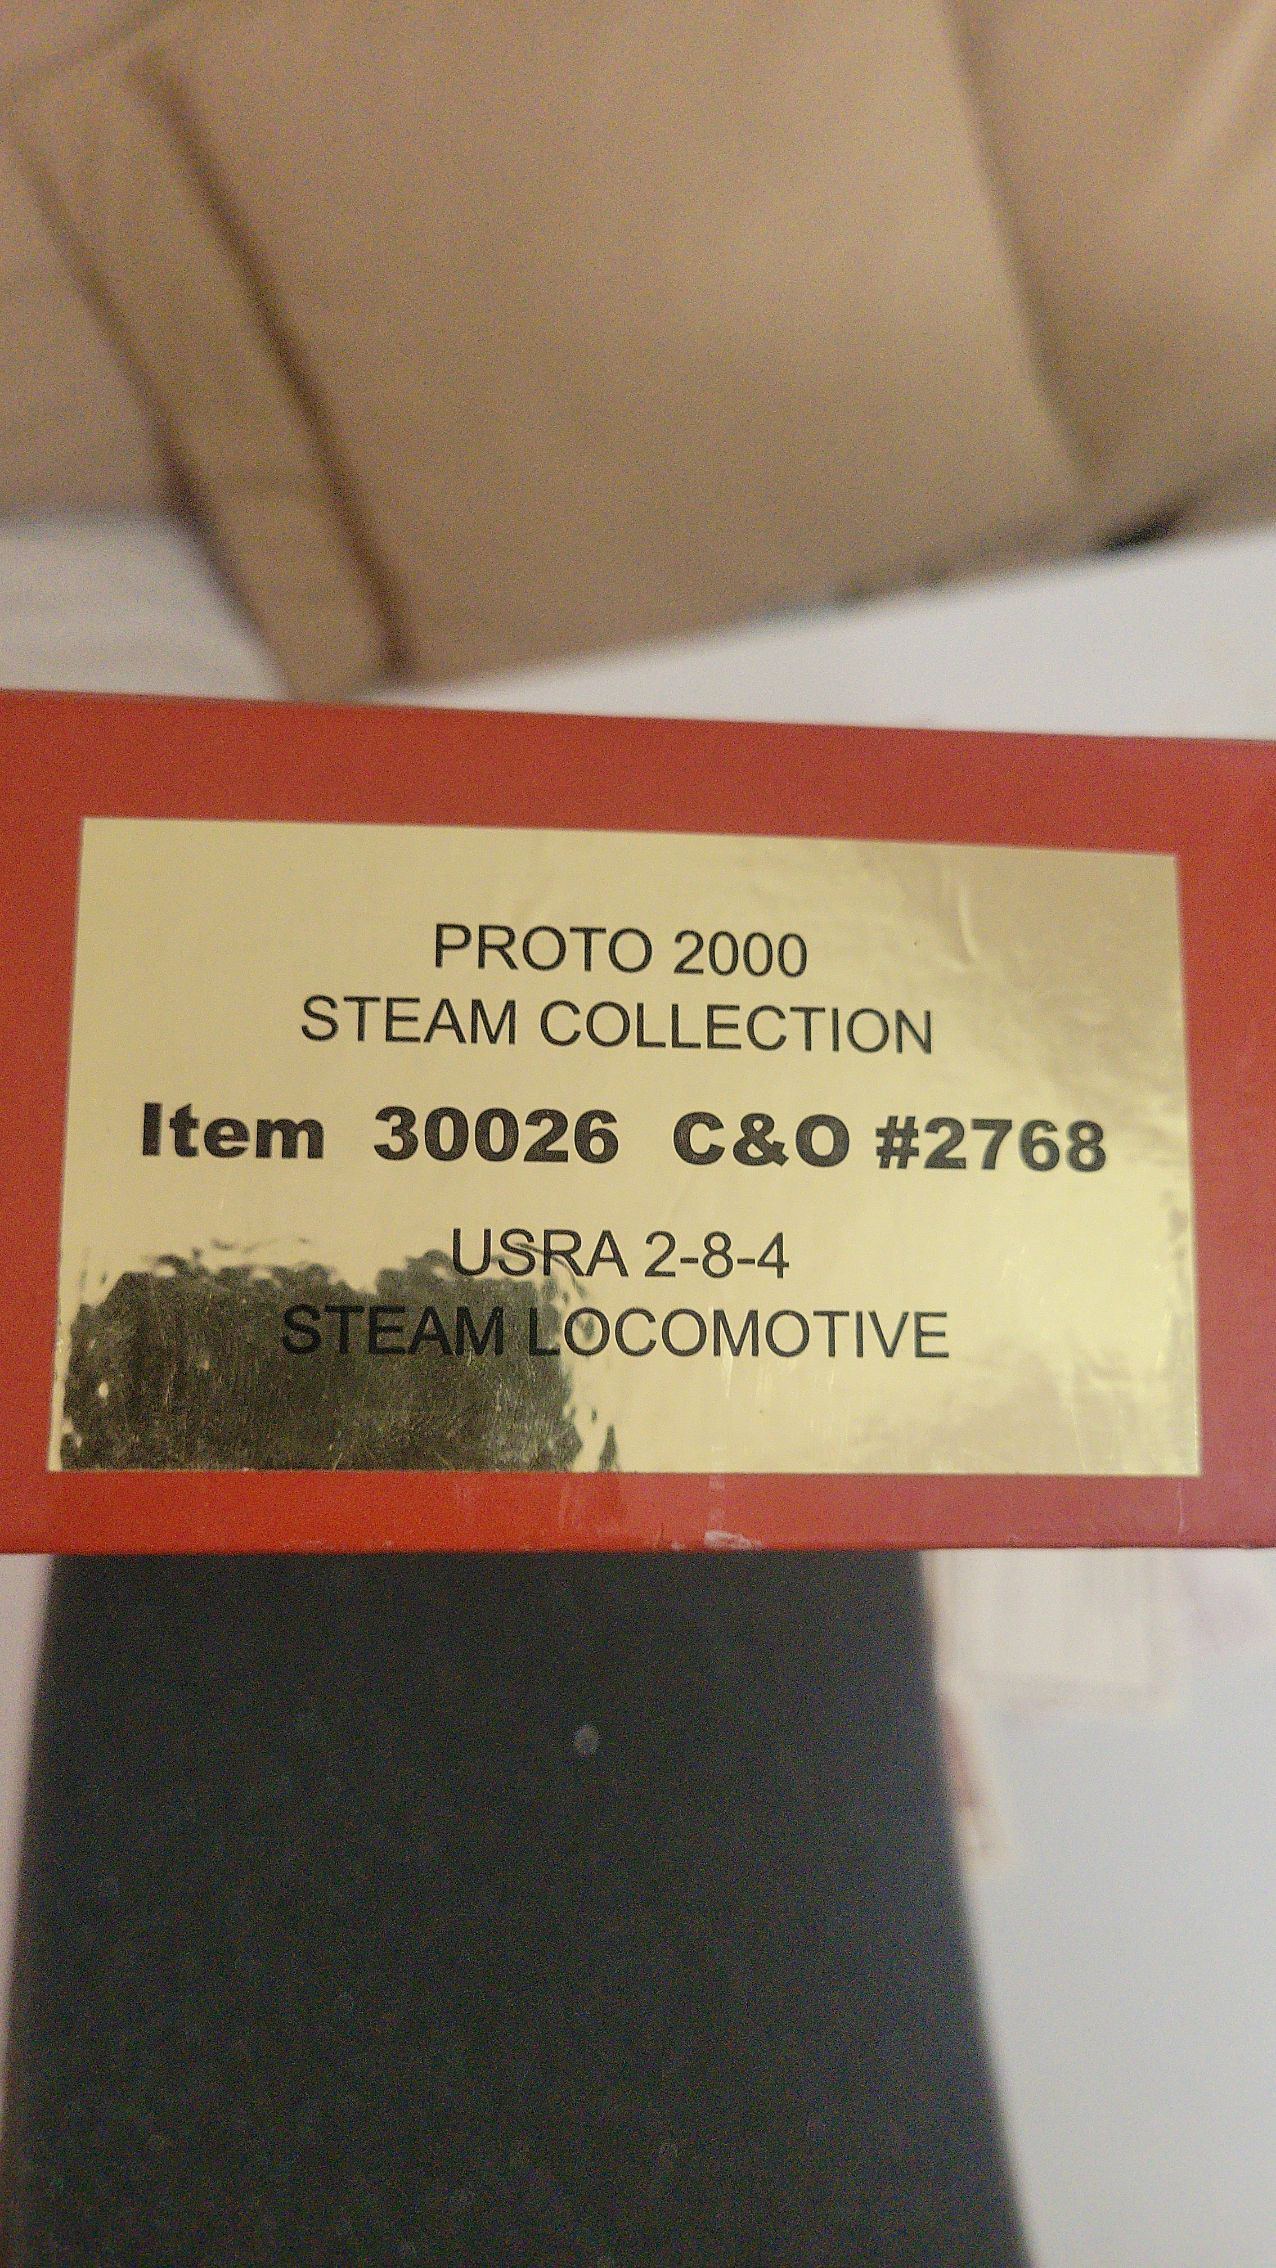 PROTO 2000
STEAM COLLECTION
Item 30026 C&O #2768
USRA 2-8-4
STEAM LOCOMOTIVE